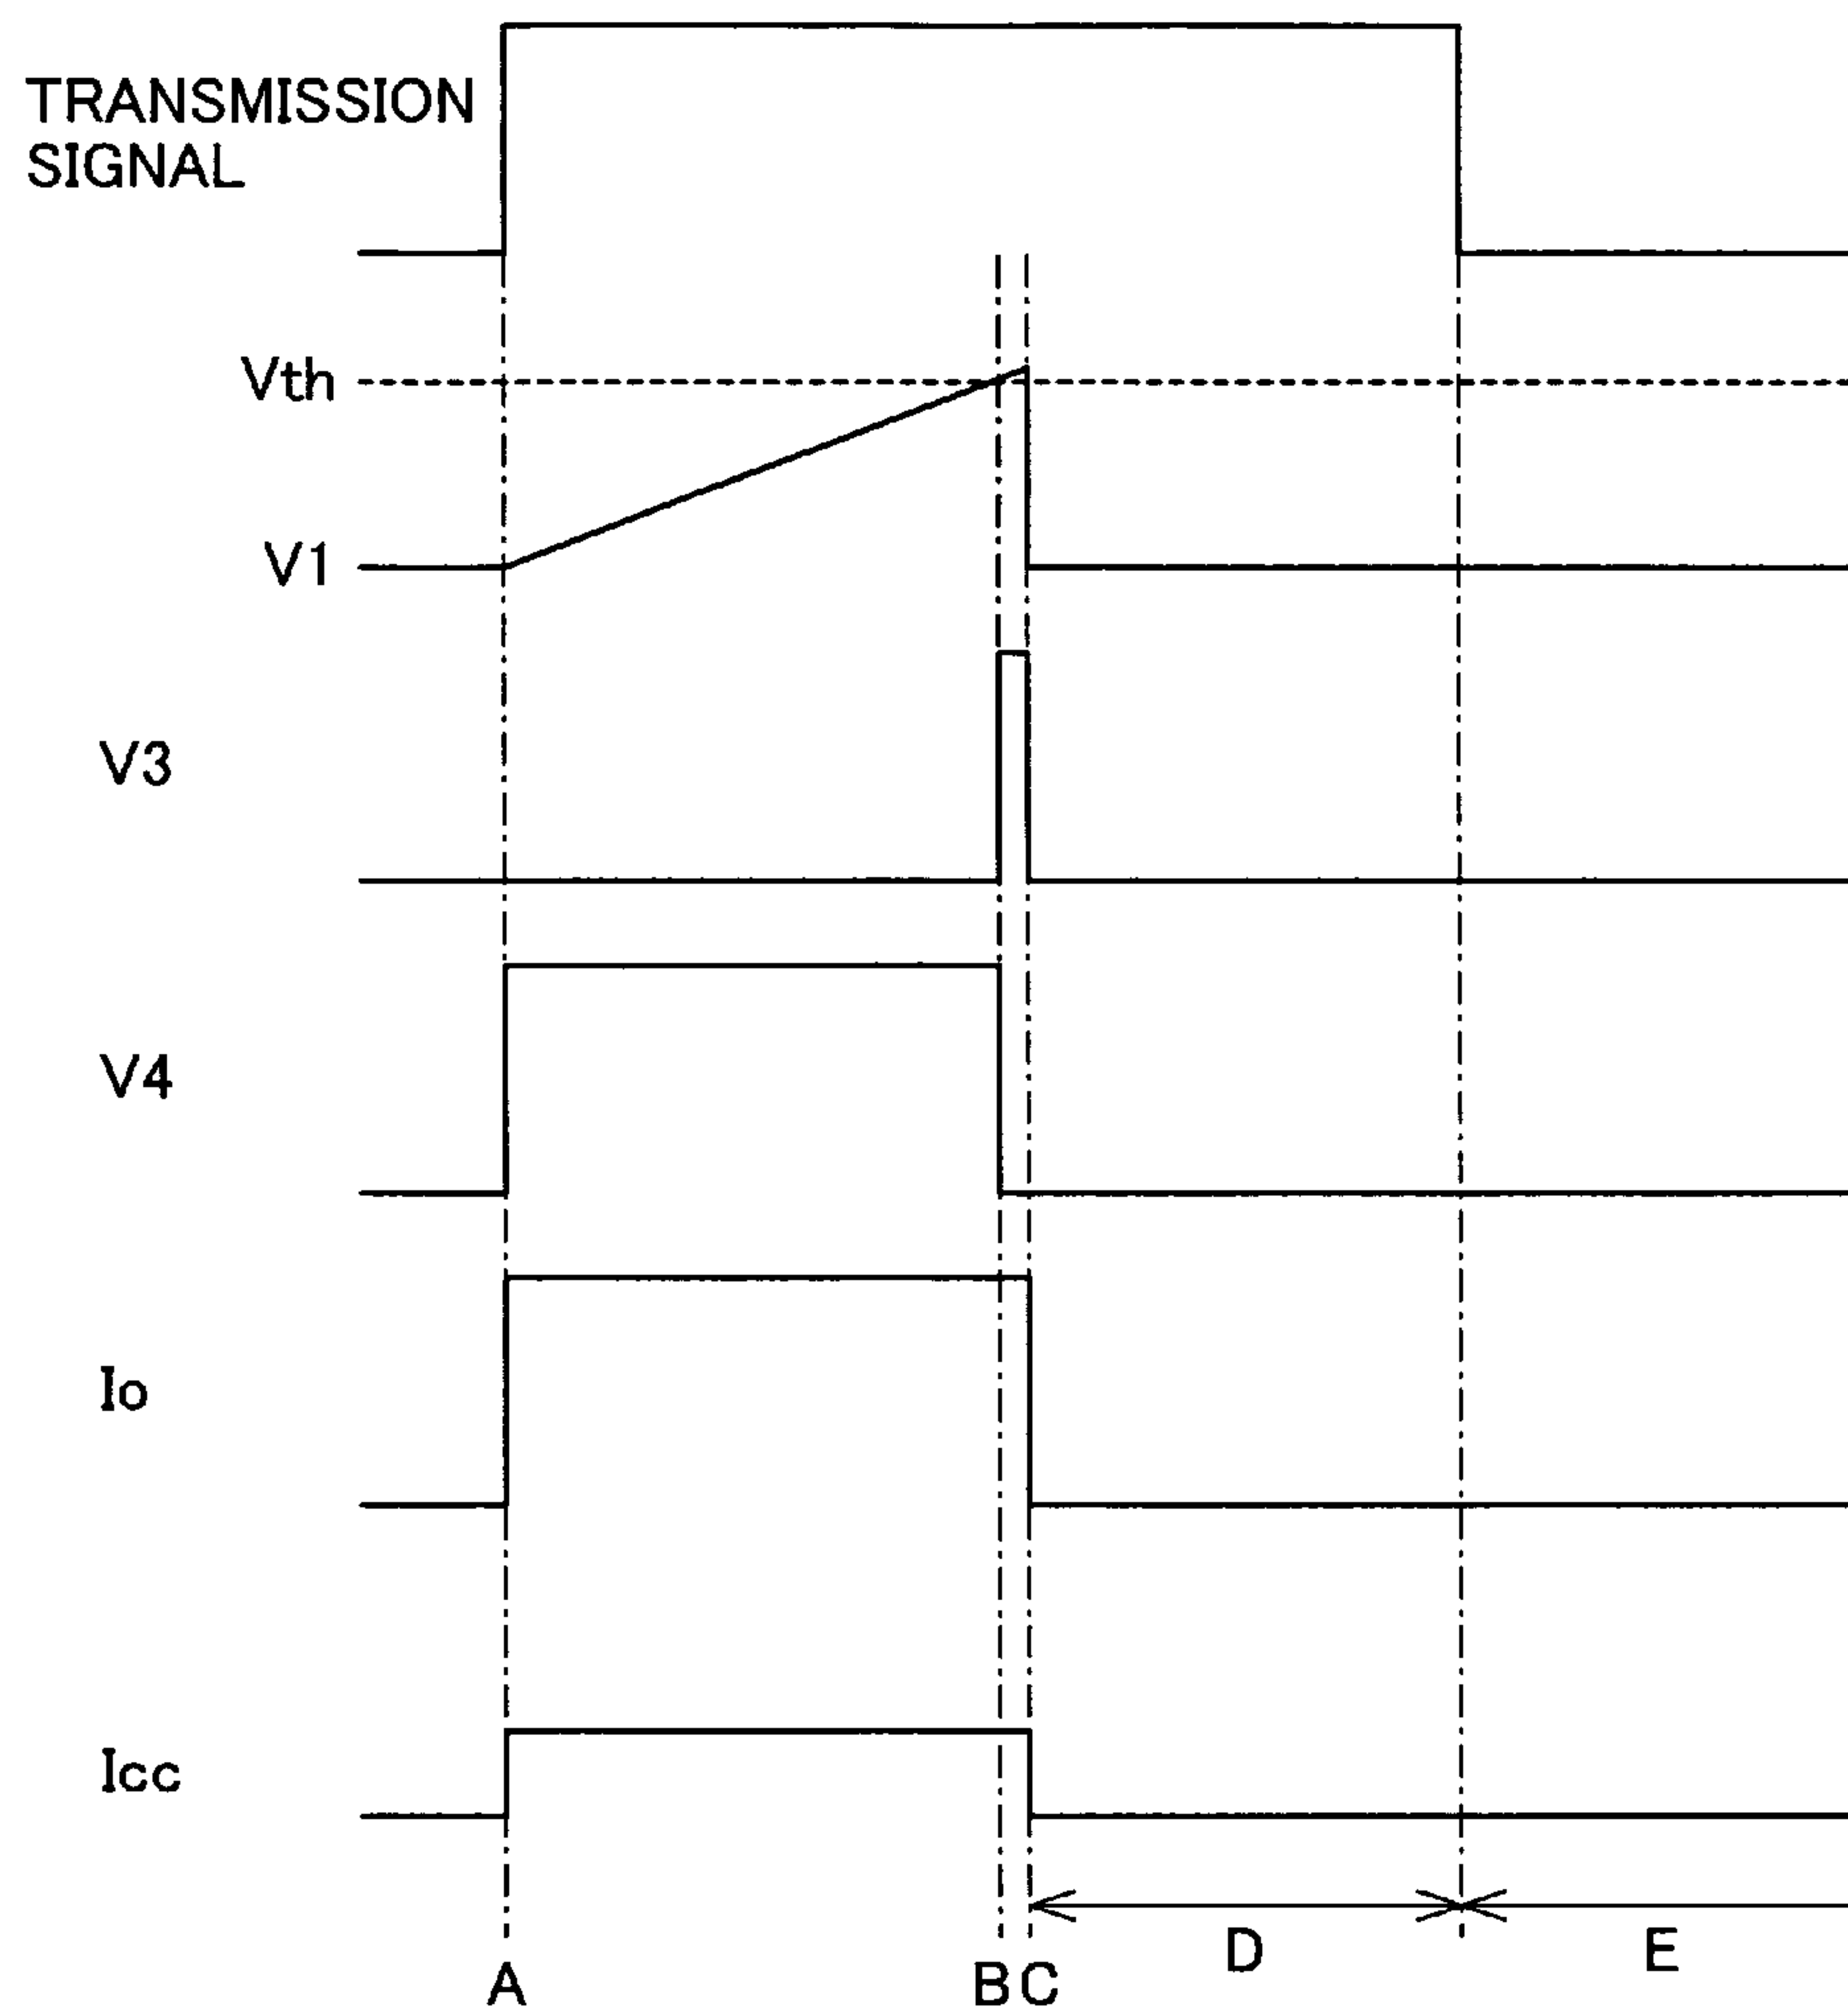 TRANSMISSION
SIGNAL
Vth
V1
V3
V4
Io
Icc
D
E
A
B
C